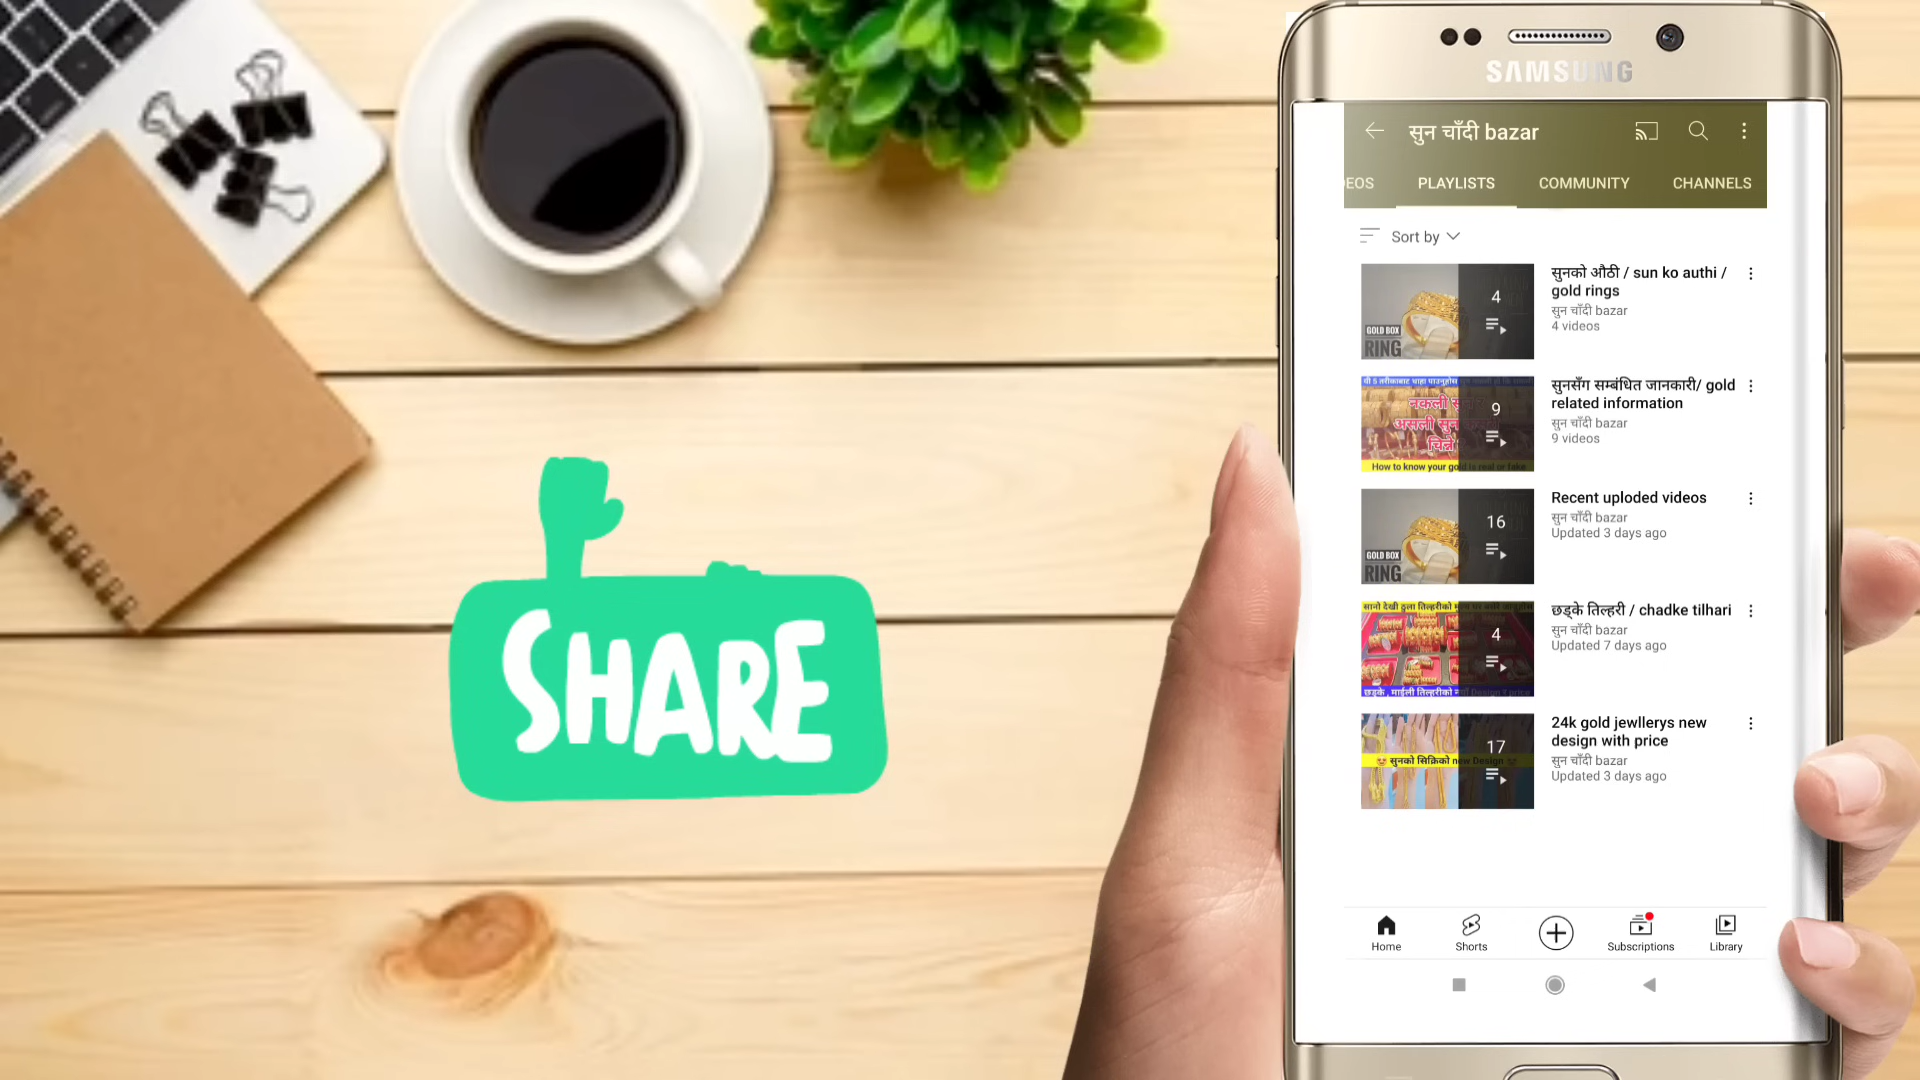 SAMSUNG
सुन चाँदी bazar
EOS PLAYLISTS COMMUNITY CHANNELS
Sort by
4
GOLD BOX
RING
सुनको औठी / sun ko authi /
gold rings
सुन चाँदी bazar
4 videos
9
How to know your gold is real or fake
सुनसँग सम्बंधित जानकारी/ gold
related information
सुन चाँदी bazar
9 videos
16
GOLD BOX
RING
Recent uploded videos
सुन चाँदी bazar
Updated 3 days ago
4
छड्के तिल्हरी / chadke tilhari
सुन चाँदी bazar
Updated 7 days ago
17
सुनको सिक्रिको new Design
24k gold jewllerys new
design with price
सुन चाँदी bazar
Updated 3 days ago
Home Shorts Subscriptions Library
SHARE